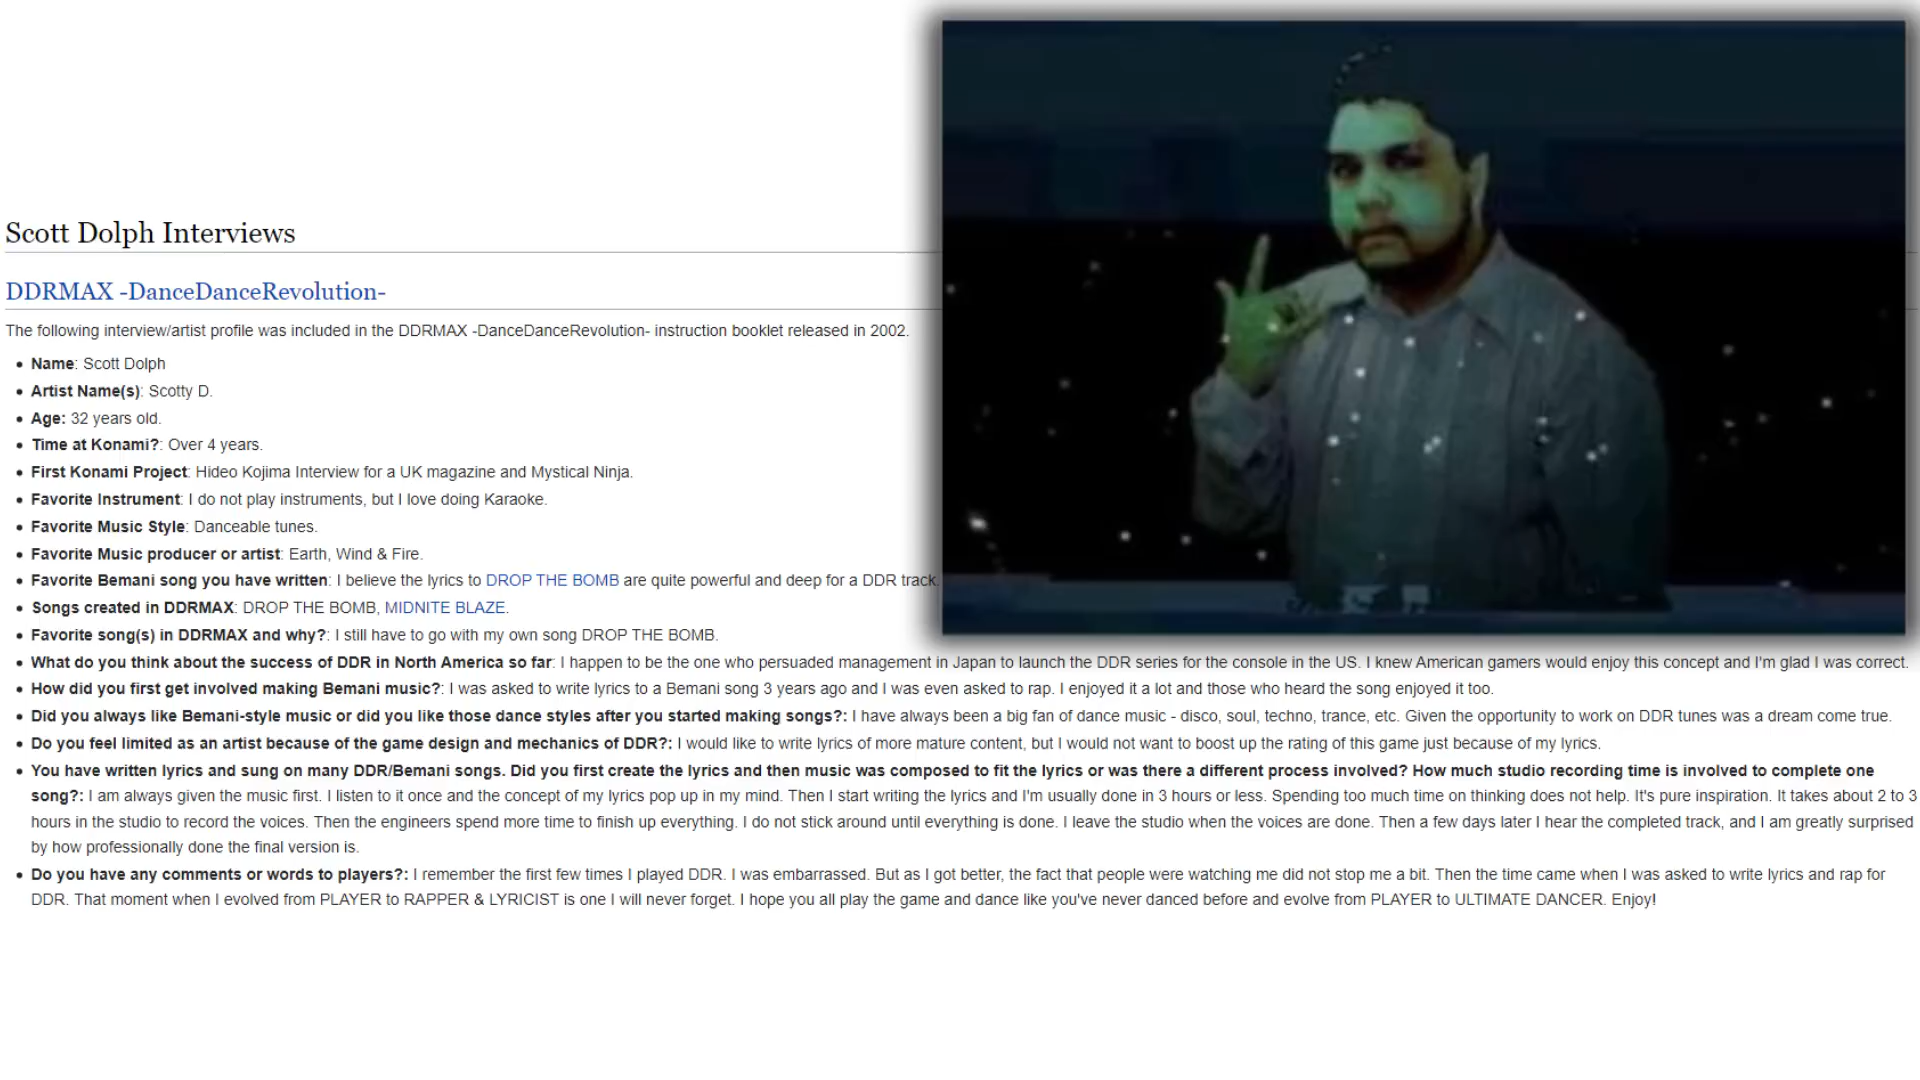 Scott Dolph Interviews
DDRMAX -DanceDanceRevolution-
The following interview/artist profile was included in the DDRMAX -DanceDanceRevolution- instruction booklet released in 2002.
Name: Scott Dolph
Artist Name(s): Scotty D.
Age: 32 years old.
Time at Konami?: Over 4 years.
First Konami Project: Hideo Kojima Interview for a UK magazine and Mystical Ninja.
Favorite Instrument: I do not play instruments, but I love doing Karaoke.
Favorite Music Style: Danceable tunes.
Favorite Music producer or artist: Earth, Wind & Fire.
Favorite Bemani song you have written: I believe the lyrics to DROP THE BOMB are quite powerful and deep for a DDR track.
Songs created in DDRMAX: DROP THE BOMB, MIDNITE BLAZE.
Favorite song(s) in DDRMAX and why?: I still have to go with my own song DROP THE BOMB.
What do you think about the success of DDR in North America so far: I happen to be the one who persuaded management in Japan to launch the DDR series for the console in the US. I knew American gamers would enjoy this concept and I'm glad I was correct.
How did you first get involved making Bemani music?: I was asked to write lyrics to a Bemani song 3 years ago and I was even asked to rap. I enjoyed it a lot and those who heard the song enjoyed it too.
Did you always like Bemani-style music or did you like those dance styles after you started making songs?: I have always been a big fan of dance music - disco, soul, techno, trance, etc. Given the opportunity to work on DDR tunes was a dream come true.
Do you feel limited as an artist because of the game design and mechanics of DDR?: I would like to write lyrics of more mature content, but I would not want to boost up the rating of this game just because of my lyrics.
You have written lyrics and sung on many DDR/Bemani songs. Did you first create the lyrics and then music was composed to fit the lyrics or was there a different process involved? How much studio recording time is involved to complete one
song?: I am always given the music first. I listen to it once and the concept of my lyrics pop up in my mind. Then I start writing the lyrics and I'm usually done in 3 hours or less. Spending too much time on thinking does not help. It's pure inspiration. It takes about 2 to 3
hours in the studio to record the voices. Then the engineers spend more time to finish up everything. I do not stick around until everything is done. I leave the studio when the voices are done. Then a few days later I hear the completed track, and I am greatly surprised
by how professionally done the final version is.
Do you have any comments or words to players?: I remember the first few times I played DDR. I was embarrassed. But as I got better, the fact that people were watching me did not stop me a bit. Then the time came when I was asked to write lyrics and rap for
DDR. That moment when I evolved from PLAYER to RAPPER & LYRICIST is one I will never forget. I hope you all play the game and dance like you've never danced before and evolve from PLAYER to ULTIMATE DANCER. Enjoy!